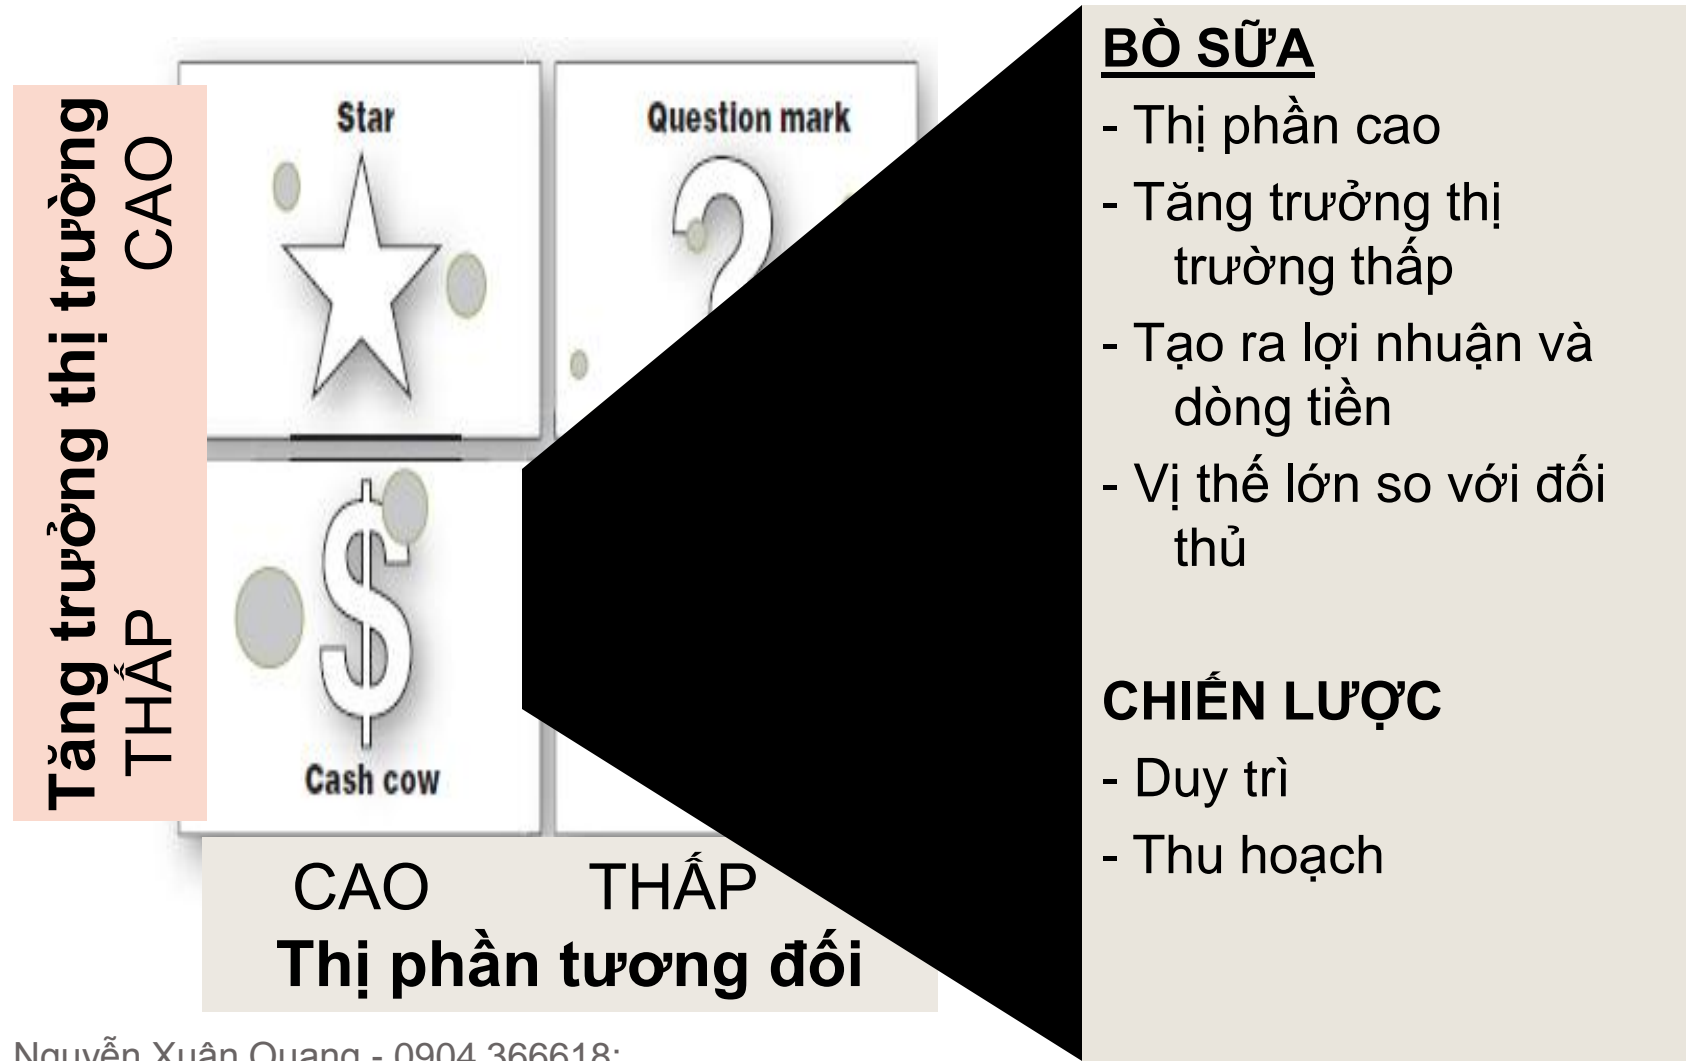 Star
Question mark
Tăng trưởng thị trường
THẤP CAO
Cash cow
CAO THẤP
Thị phần tương đối
BÒ SỮA
- Thị phần cao
- Tăng trưởng thị
trường thấp
- Tạo ra lợi nhuận và
dòng tiền
- Vị thế lớn so với đối
thủ
CHIẾN LƯỢC
- Duy trì
- Thu hoạch
Nguyễn Xuân Quang - 0904 366618;